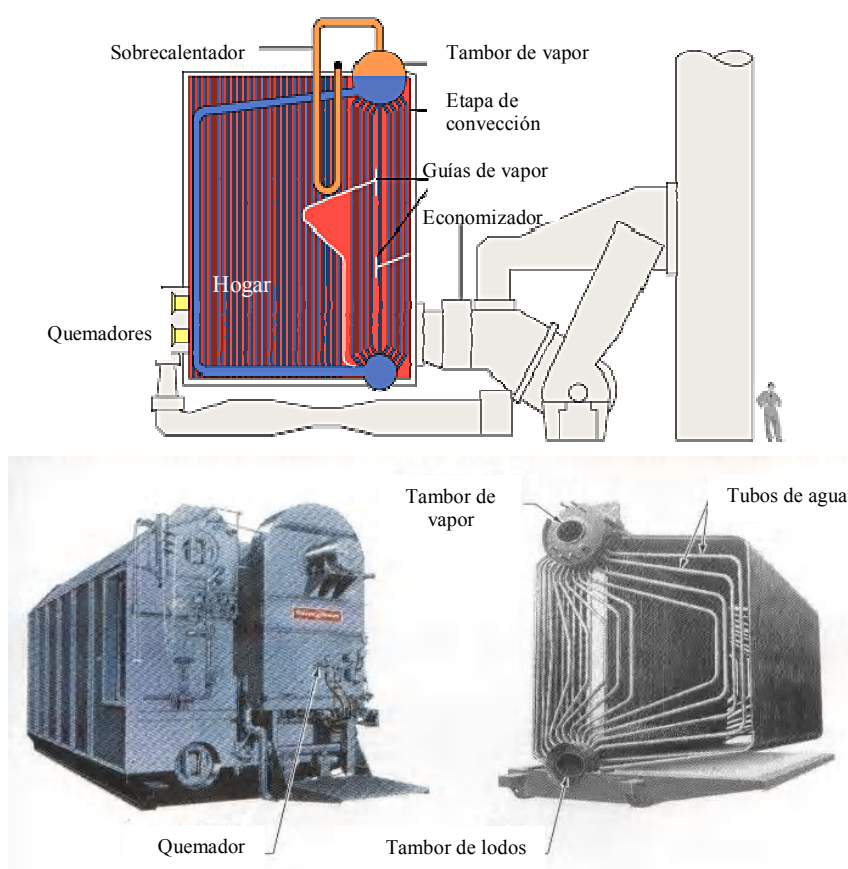 Sobrecalentador
Tambor de vapor
Etapa de
convección
Guías de vapor
Economizador
Hogar
Quemadores
Tambor de
vapor
Tubos de agua
Quemador
Tambor de lodos